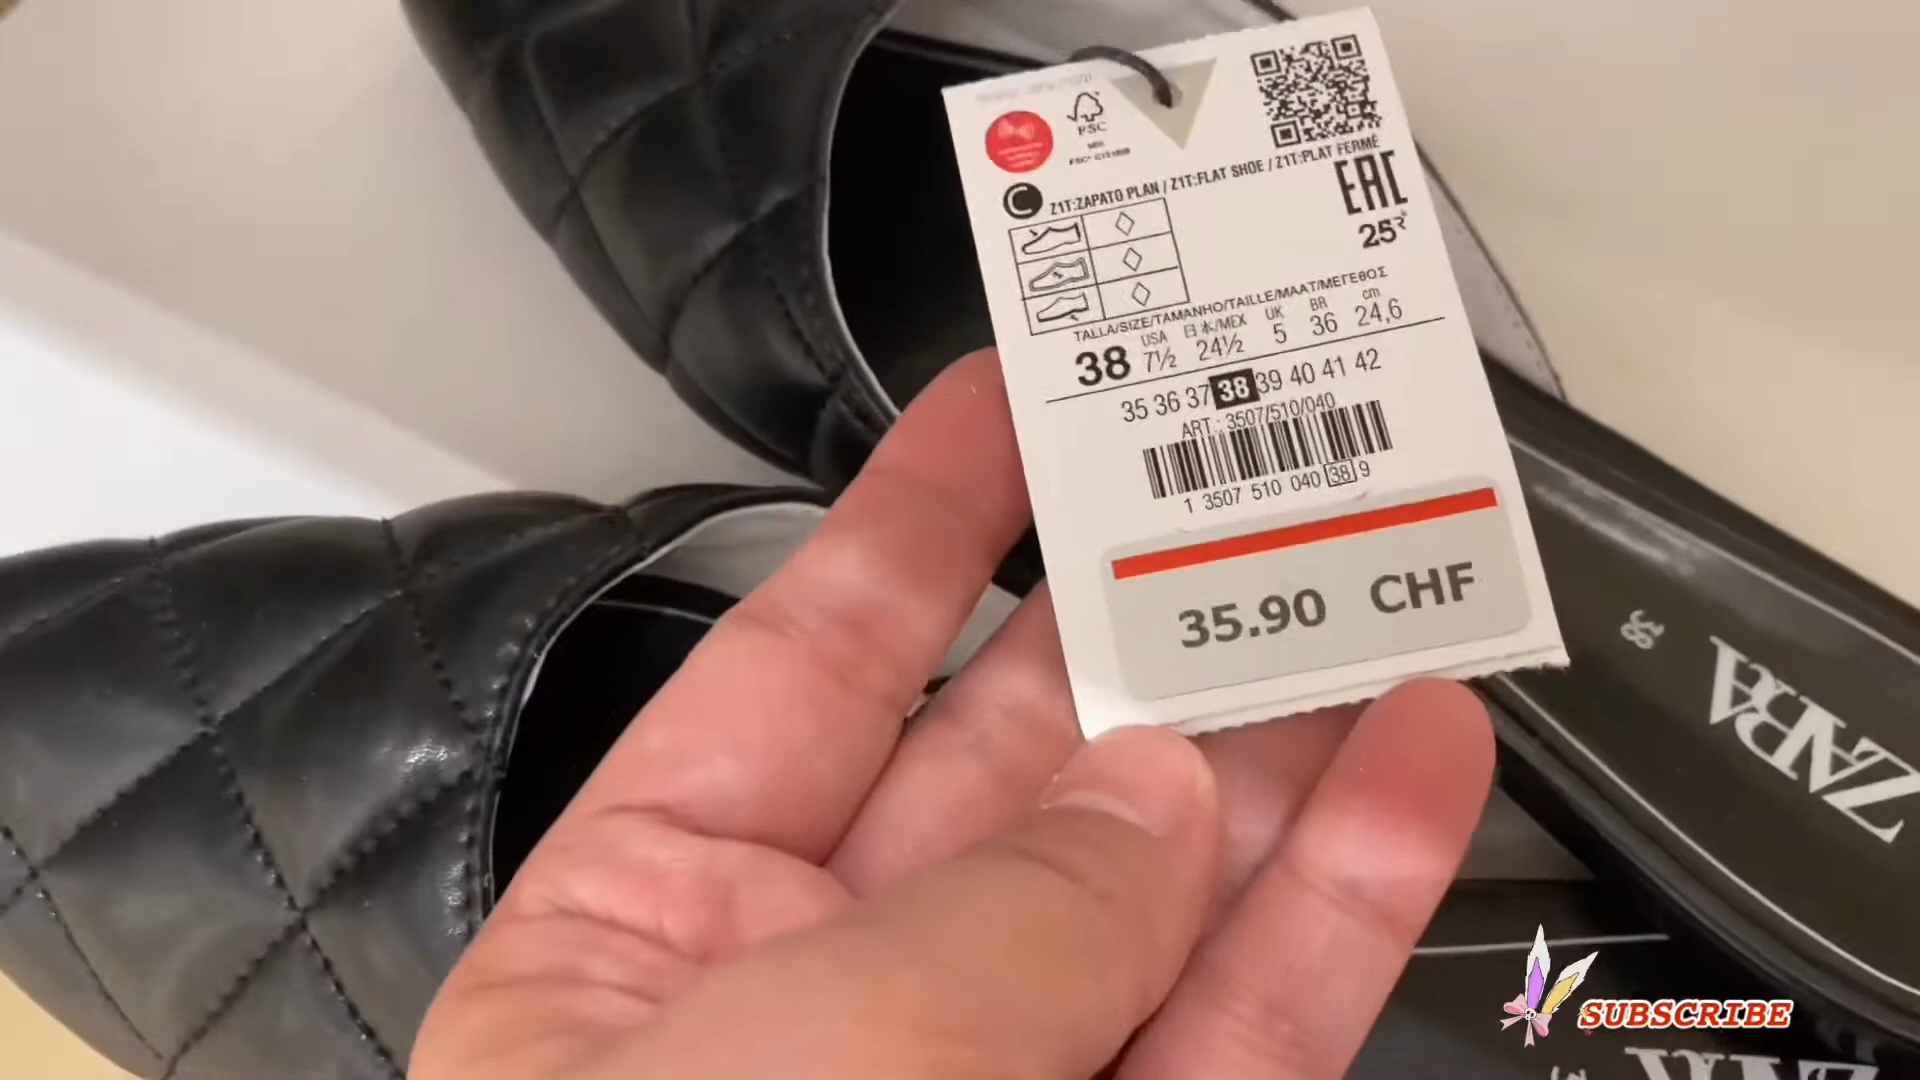 FSC
C
Z1T:ZAPATO PLAN / Z1T:FLAT SHOE / Z1T:PLAT FERMÉ
EAC
25
TALLA/SIZE/TAMANHO/TAILLE/MAAT/ΜΕΓΕΘΟΣ
USA 日本/MEX UK BR cm
38 7½ 24½ 5 36 24,6
35 36 37 38 39 40 41 42
ART : 3507/510/040
1 3507 510 040 38 9
35.90 CHF
38
ZARA
SUBSCRIBE